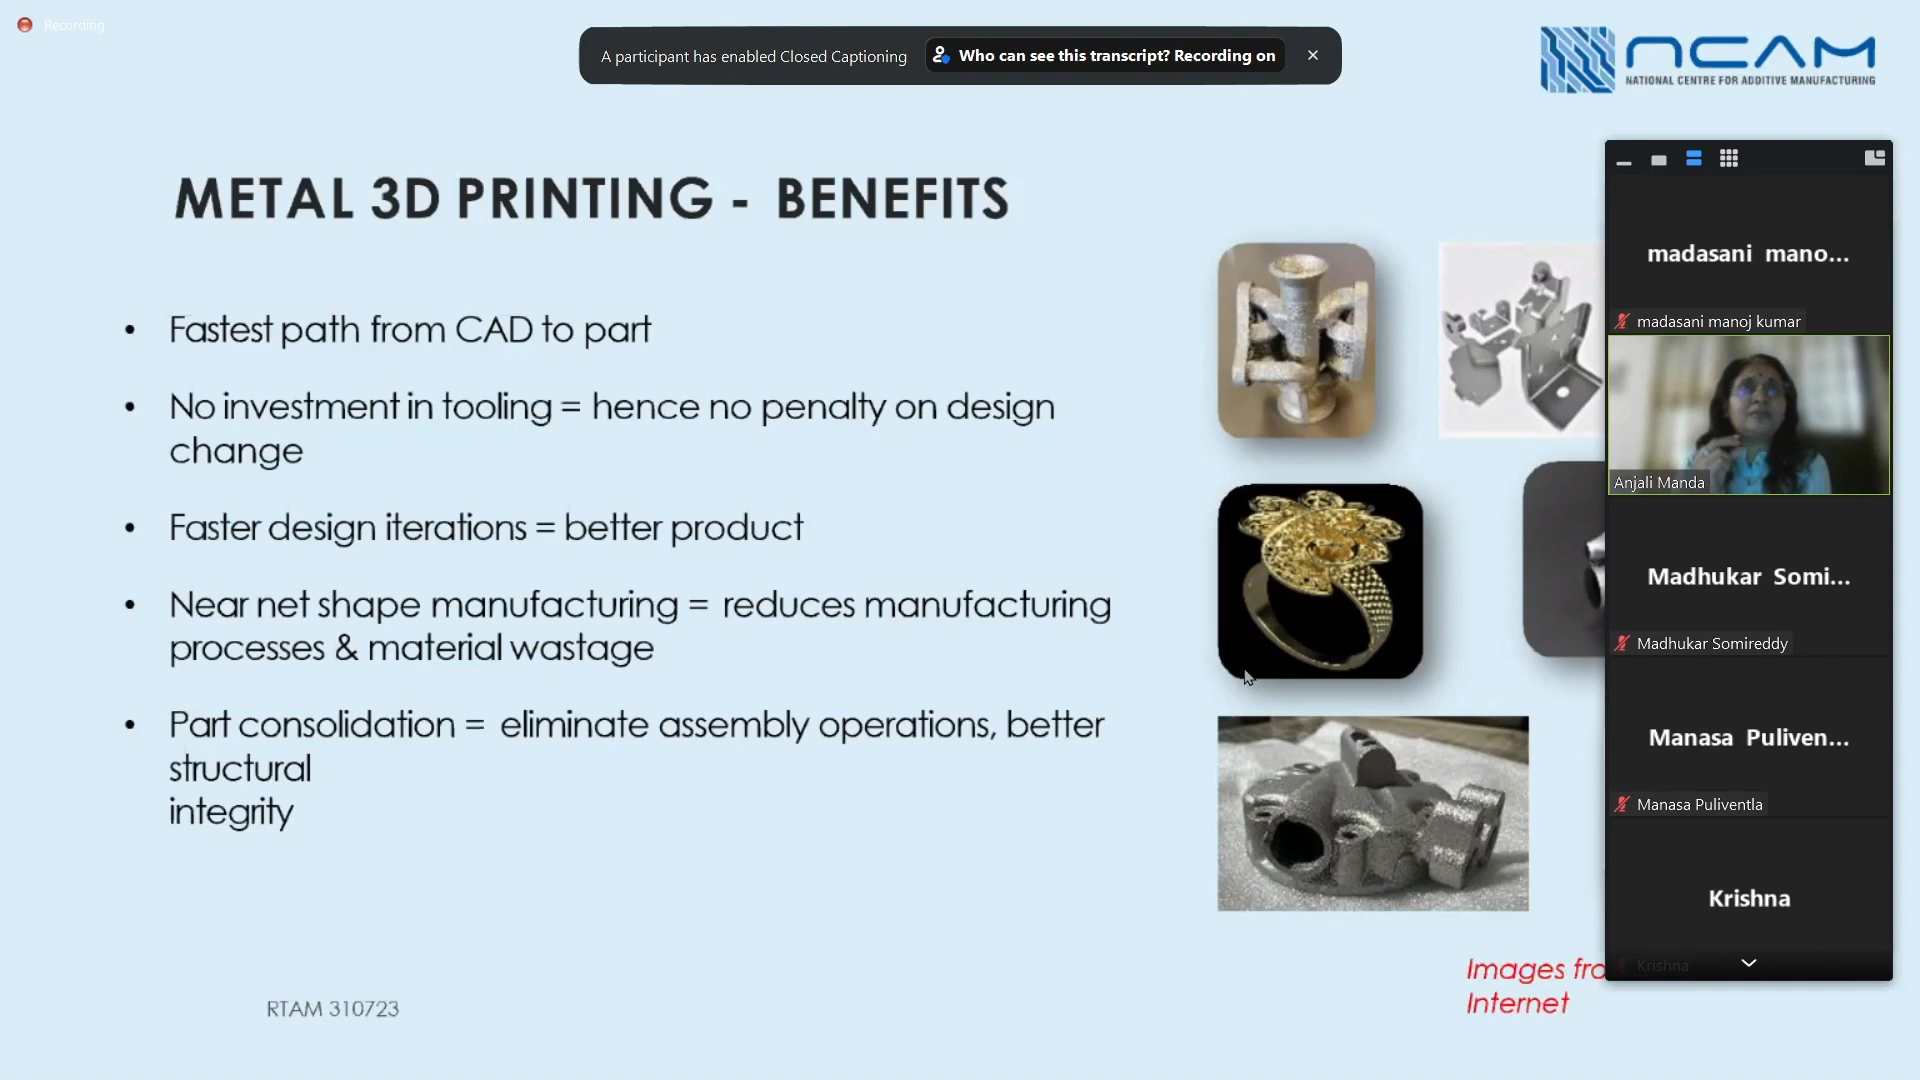 Recording
A participant has enabled Closed Captioning
Who can see this transcript? Recording on
NCAM
NATIONAL CENTRE FOR ADDITIVE MANUFACTURING
METAL 3D PRINTING - BENEFITS
• Fastest path from CAD to part
• No investment in tooling = hence no penalty on design
change
• Faster design iterations = better product
• Near net shape manufacturing = reduces manufacturing
processes & material wastage
• Part consolidation = eliminate assembly operations, better
structural
integrity
RTAM 310723
Images fro
Internet
madasani mano...
madasani manoj kumar
Anjali Manda
Madhukar Somi...
Madhukar Somireddy
Manasa Puliven...
Manasa Puliventla
Krishna
Krishna